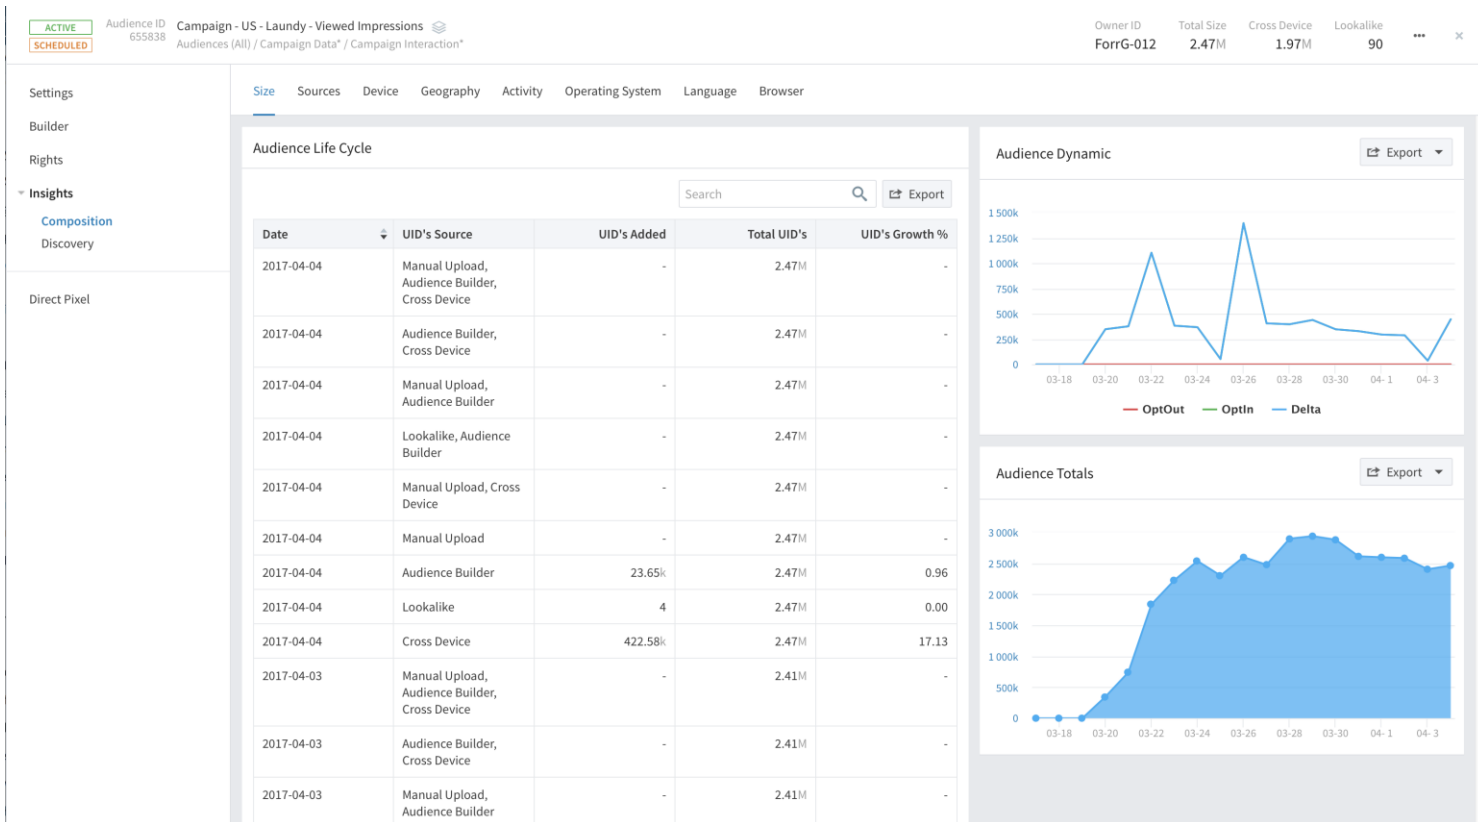 ACTIVE
SCHEDULED
Audience ID
655838
Campaign - US - Laundy - Viewed Impressions
Audiences (All) / Campaign Data* / Campaign Interaction*
Owner ID
ForrG-012
Total Size
2.47M
Cross Device
1.97M
Lookalike
90
Settings
Builder
Rights
Insights
Composition
Discovery
Direct Pixel
Size Sources Device Geography Activity Operating System Language Browser
Audience Life Cycle
Search
Export
Date UID's Source UID's Added Total UID's UID's Growth %
2017-04-04 Manual Upload, - 2.47M -
Audience Builder,
Cross Device
2017-04-04 Audience Builder, - 2.47M -
Cross Device
2017-04-04 Manual Upload, - 2.47M -
Audience Builder
2017-04-04 Lookalike, Audience - 2.47M -
Builder
2017-04-04 Manual Upload, Cross - 2.47M -
Device
2017-04-04 Manual Upload - 2.47M -
2017-04-04 Audience Builder 23.65k 2.47M 0.96
2017-04-04 Lookalike 4 2.47M 0.00
2017-04-04 Cross Device 422.58k 2.47M 17.13
2017-04-03 Manual Upload, - 2.41M -
Audience Builder,
Cross Device
2017-04-03 Audience Builder, - 2.41M -
Cross Device
2017-04-03 Manual Upload, - 2.41M -
Audience Builder
Audience Dynamic
Export
1 500k
1 250k
1 000k
750k
500k
250k
0
03-18 03-20 03-22 03-24 03-26 03-28 03-30 04- 1 04- 3
OptOut OptIn Delta
Audience Totals
Export
3 000k
2 500k
2 000k
1 500k
1 000k
500k
0
03-18 03-20 03-22 03-24 03-26 03-28 03-30 04- 1 04- 3